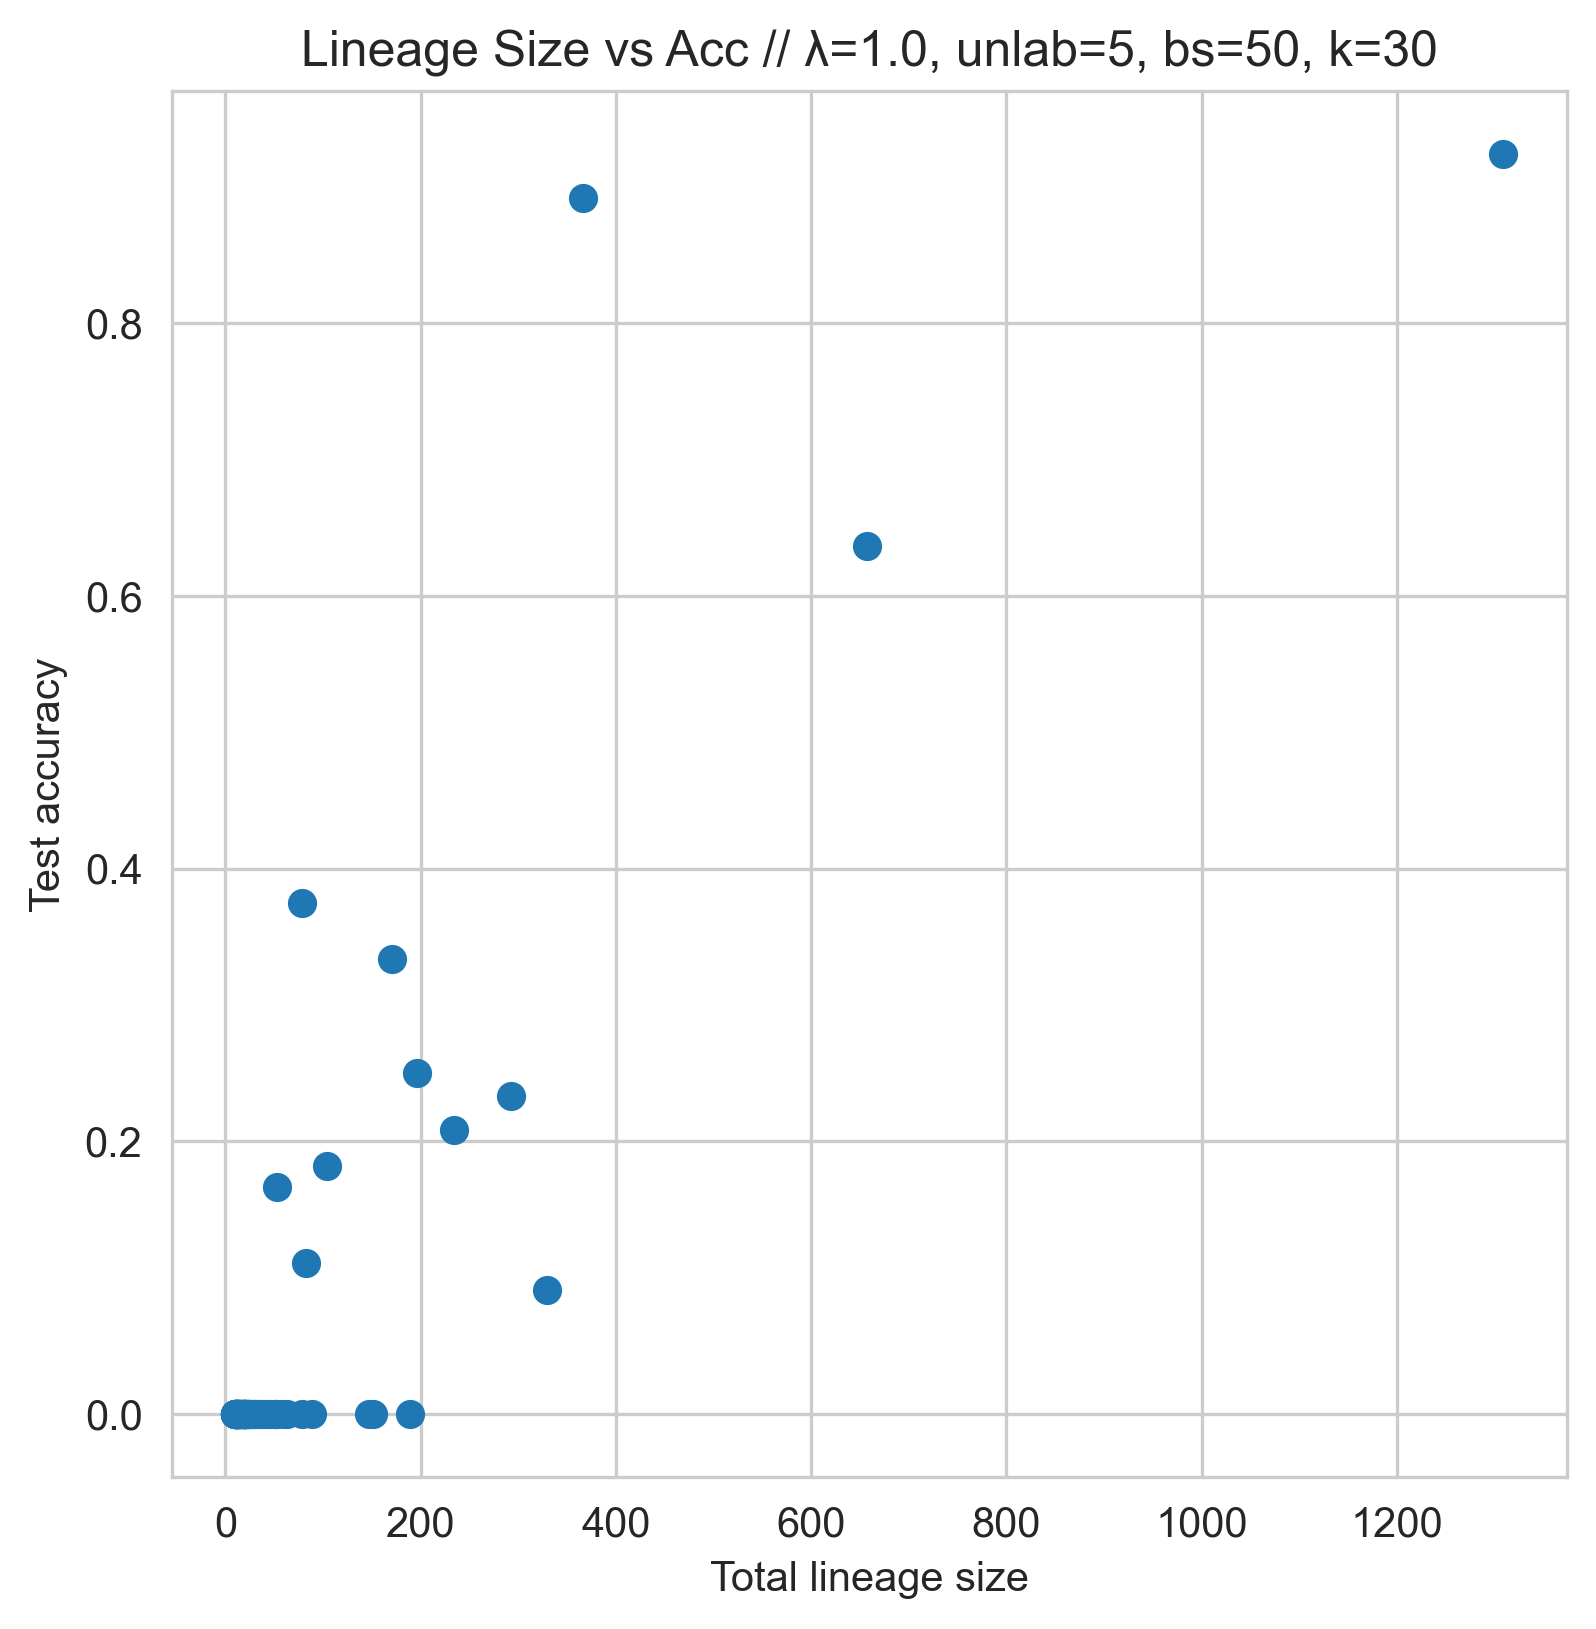 Lineage Size vs Acc // λ=1.0, unlab=5, bs=50, k=30
0.8
0.6
0.4
0.2
0.0
Test accuracy
0 200 400 600 800 1000 1200
Total lineage size